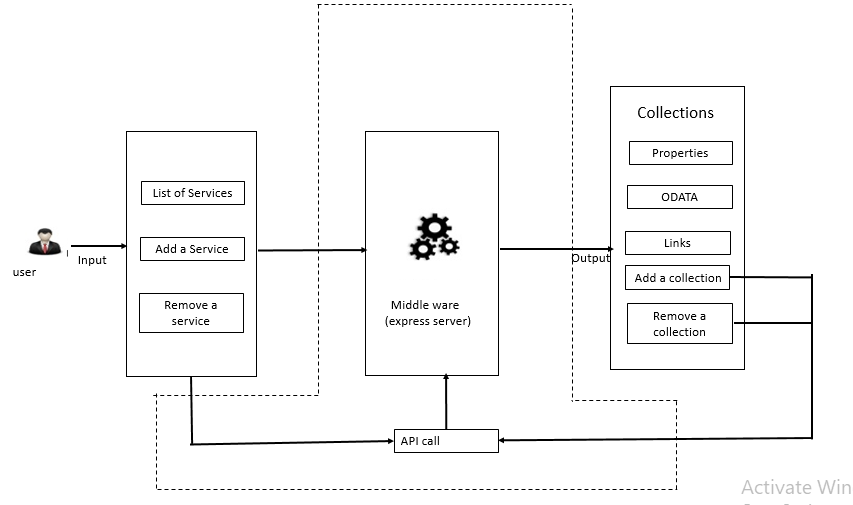 user
Input
List of Services
Add a Service
Remove a
service
Middle ware
(express server)
API call
Output
Collections
Properties
ODATA
Links
Add a collection
Remove a
collection
Activate Win